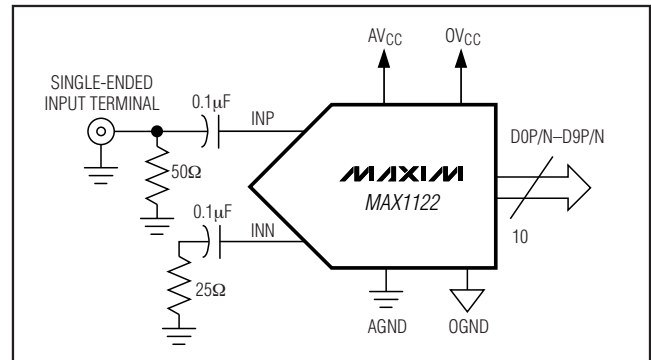 AVCC
OVCC
SINGLE-ENDED
INPUT TERMINAL
0.1µF
INP
D0P/N–D9P/N
50Ω
MAXIM
MAX1122
0.1µF
INN
10
25Ω
AGND
OGND